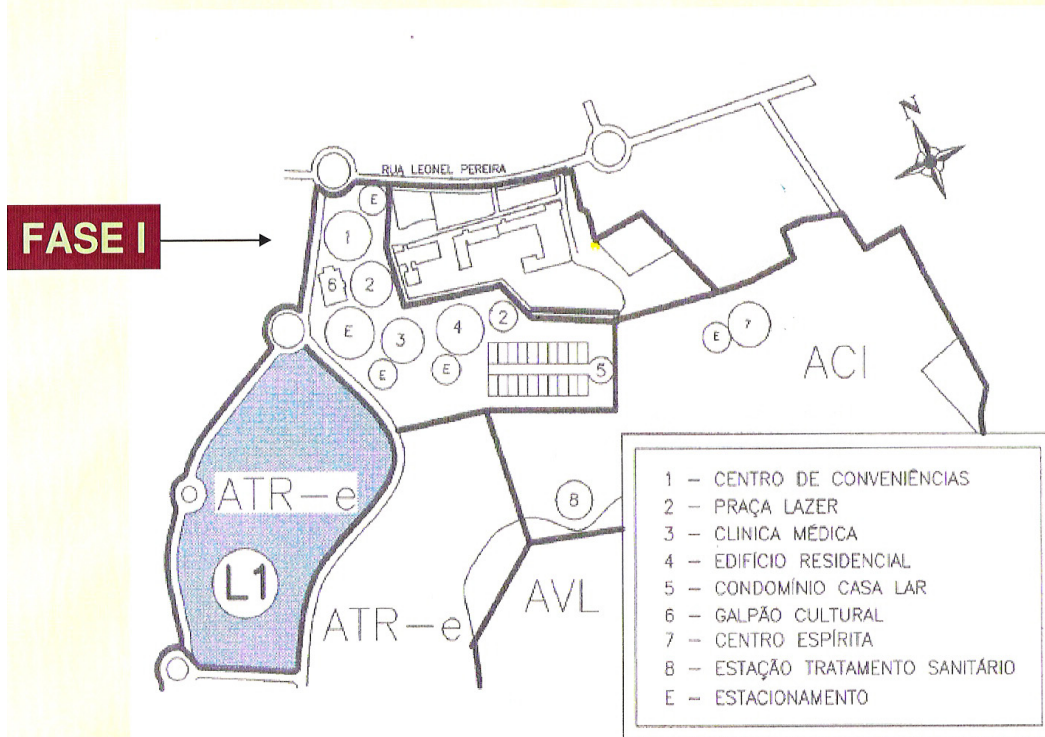 N
RUA LEONEL PEREIRA
E
FASE I
1
6
2
E
3
4
2
E
E
5
E
7
ACI
ATR-e
8
L1
ATR-e
AVL
1 - CENTRO DE CONVENIÊNCIAS
2 - PRAÇA LAZER
3 - CLINICA MÉDICA
4 - EDIFÍCIO RESIDENCIAL
5 - CONDOMÍNIO CASA LAR
6 - GALPÃO CULTURAL
7 - CENTRO ESPÍRITA
8 - ESTAÇÃO TRATAMENTO SANITÁRIO
E - ESTACIONAMENTO